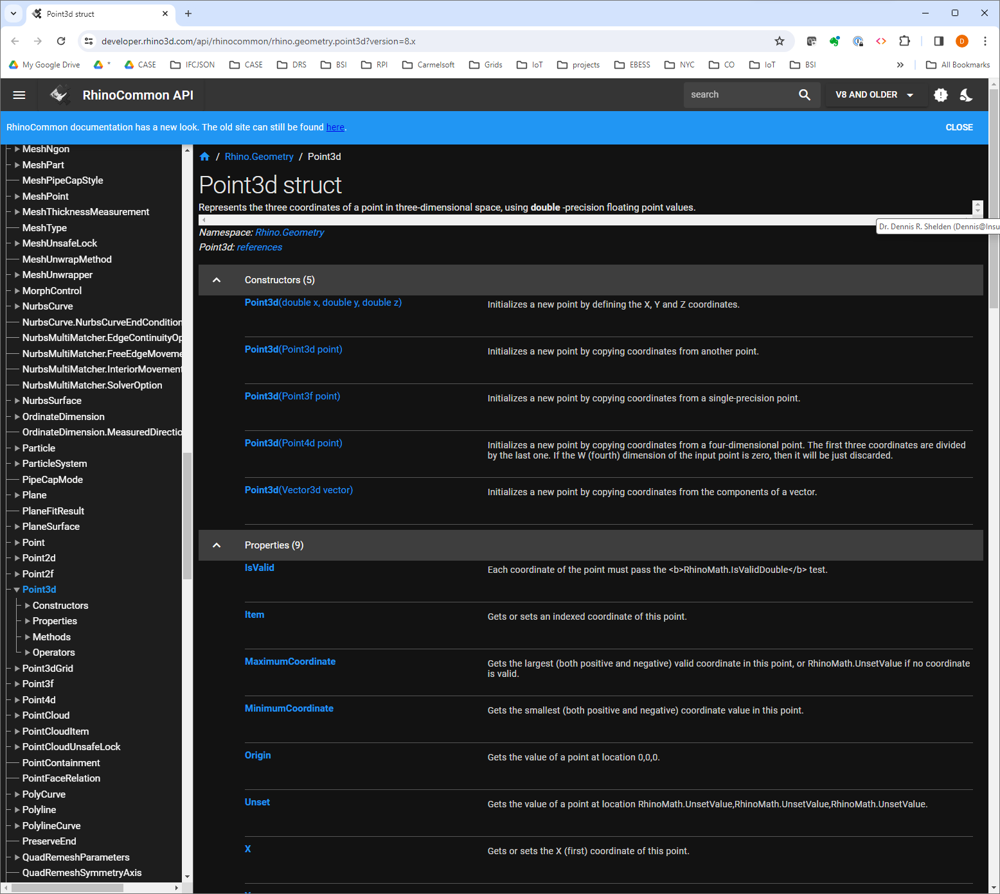 Point3d struct
developer.rhino3d.com/api/rhinocommon/rhino.geometry.point3d?version=8.x
D
My Google Drive
*
CASE
IFCJSON
CASE
DRS
BSI
RPI
Carmelsoft
Grids
IoT
projects
EBESS
NYC
CO
IoT
BSI
»
All Bookmarks
RhinoCommon API
search
V8 AND OLDER
RhinoCommon documentation has a new look. The old site can still be found here.
CLOSE
MeshNgon
MeshPart
MeshPipeCapStyle
MeshPoint
MeshThicknessMeasurement
MeshType
MeshUnsafeLock
MeshUnwrapMethod
MeshUnwrapper
MorphControl
NurbsCurve
NurbsCurve.NurbsCurveEndCondition
NurbsMultiMatcher.EdgeContinuityOp
NurbsMultiMatcher.FreeEdgeMoveme
NurbsMultiMatcher.InteriorMovement
NurbsMultiMatcher.SolverOption
NurbsSurface
OrdinateDimension
OrdinateDimension.MeasuredDirectio
Particle
ParticleSystem
PipeCapMode
Plane
PlaneFitResult
PlaneSurface
Point
Point2d
Point2f
Point3d
Constructors
Properties
Methods
Operators
Point3dGrid
Point3f
Point4d
PointCloud
PointCloudItem
PointCloudUnsafeLock
PointContainment
PointFaceRelation
PolyCurve
Polyline
PolylineCurve
PreserveEnd
QuadRemeshParameters
QuadRemeshSymmetryAxis
/ Rhino.Geometry / Point3d
Point3d struct
Represents the three coordinates of a point in three-dimensional space, using double -precision floating point values.
Dr. Dennis R. Shelden (Dennis@Insu
Namespace: Rhino.Geometry
Point3d: references
Constructors (5)
Point3d(double x, double y, double z)
Initializes a new point by defining the X, Y and Z coordinates.
Point3d(Point3d point)
Initializes a new point by copying coordinates from another point.
Point3d(Point3f point)
Initializes a new point by copying coordinates from a single-precision point.
Point3d(Point4d point)
Initializes a new point by copying coordinates from a four-dimensional point. The first three coordinates are divided
by the last one. If the W (fourth) dimension of the input point is zero, then it will be just discarded.
Point3d(Vector3d vector)
Initializes a new point by copying coordinates from the components of a vector.
Properties (9)
IsValid
Each coordinate of the point must pass the <b>RhinoMath.IsValidDouble</b> test.
Item
Gets or sets an indexed coordinate of this point.
MaximumCoordinate
Gets the largest (both positive and negative) valid coordinate in this point, or RhinoMath.UnsetValue if no coordinate
is valid.
MinimumCoordinate
Gets the smallest (both positive and negative) coordinate value in this point.
Origin
Gets the value of a point at location 0,0,0.
Unset
Gets the value of a point at location RhinoMath.UnsetValue,RhinoMath.UnsetValue,RhinoMath.UnsetValue.
X
Gets or sets the X (first) coordinate of this point.